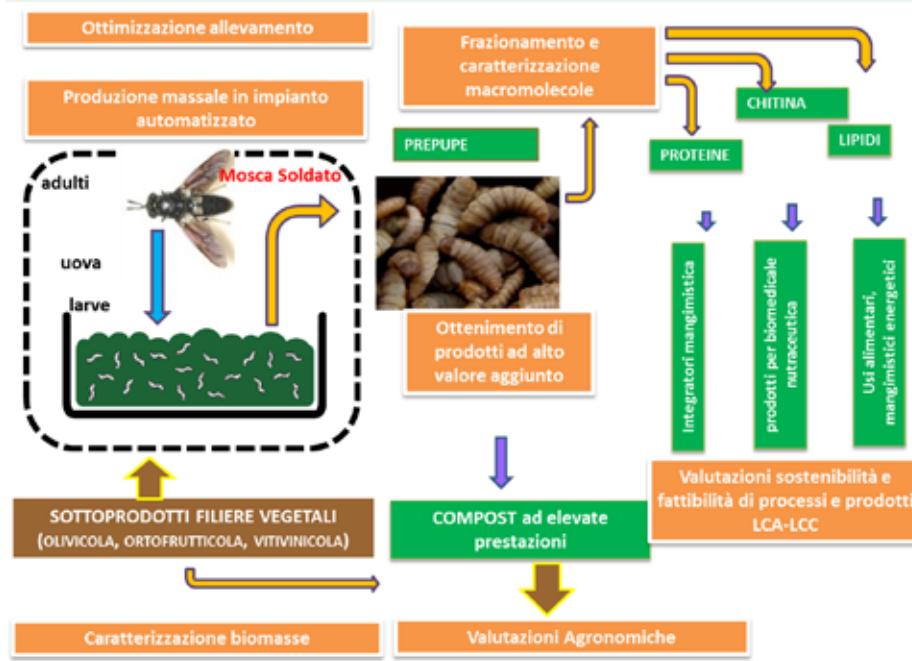 Ottimizzazione allevamento
Produzione massale in impianto
automatizzato
adulti
Mosca Soldato
uova
larve
SOTTOPRODOTTI FILIERE VEGETALI
(OLIVICOLA, ORTOFRUTTICOLA, VITIVINICOLA)
Caratterizzazione biomasse
Frazionamento e
caratterizzazione
macromolecole
PREPUPE
Ottenimento di
prodotti ad alto
valore aggiunto
COMPOST ad elevate
prestazioni
Valutazioni Agronomiche
PROTEINE
CHITINA
LIPIDI
Integratori mangimistica
prodotti per biomedicale
nutraceutica
Usi alimentari,
mangimistici energetici
Valutazioni sostenibilità e
fattibilità di processi e prodotti
LCA-LCC